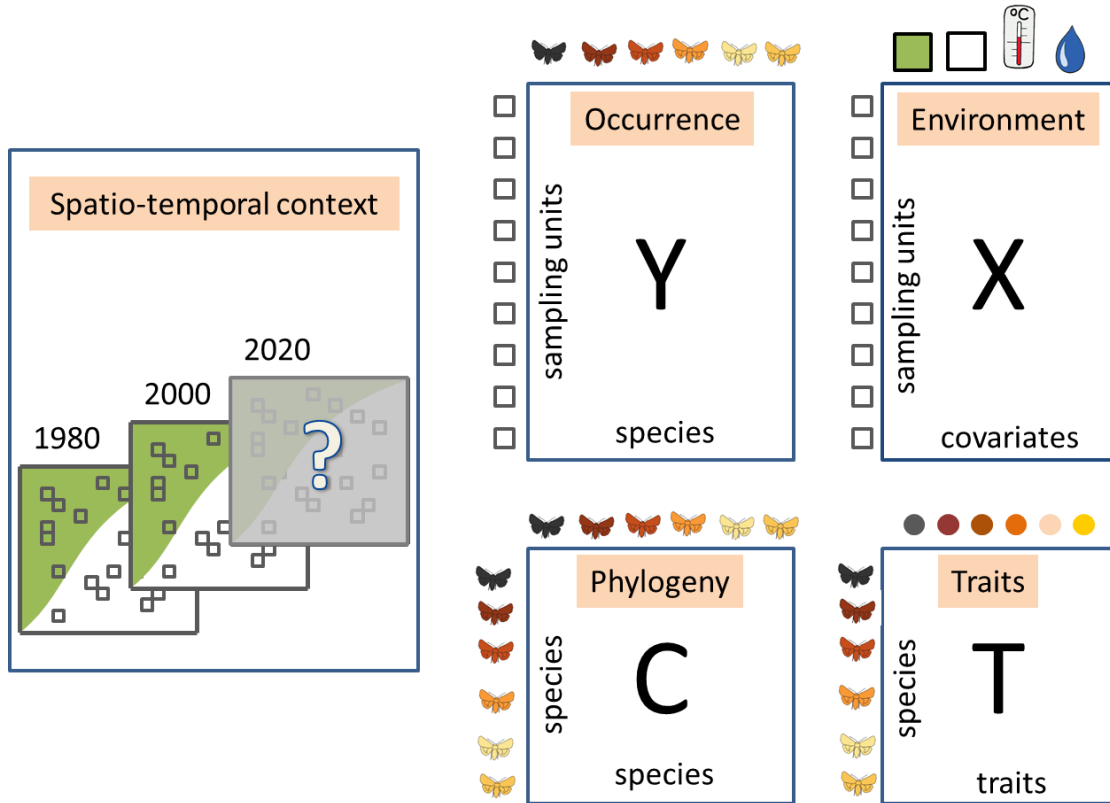 Spatio-temporal context
1980
2000
2020
?
Occurrence
sampling units
Y
species
°C
Environment
sampling units
X
covariates
Phylogeny
species
C
species
Traits
species
T
traits